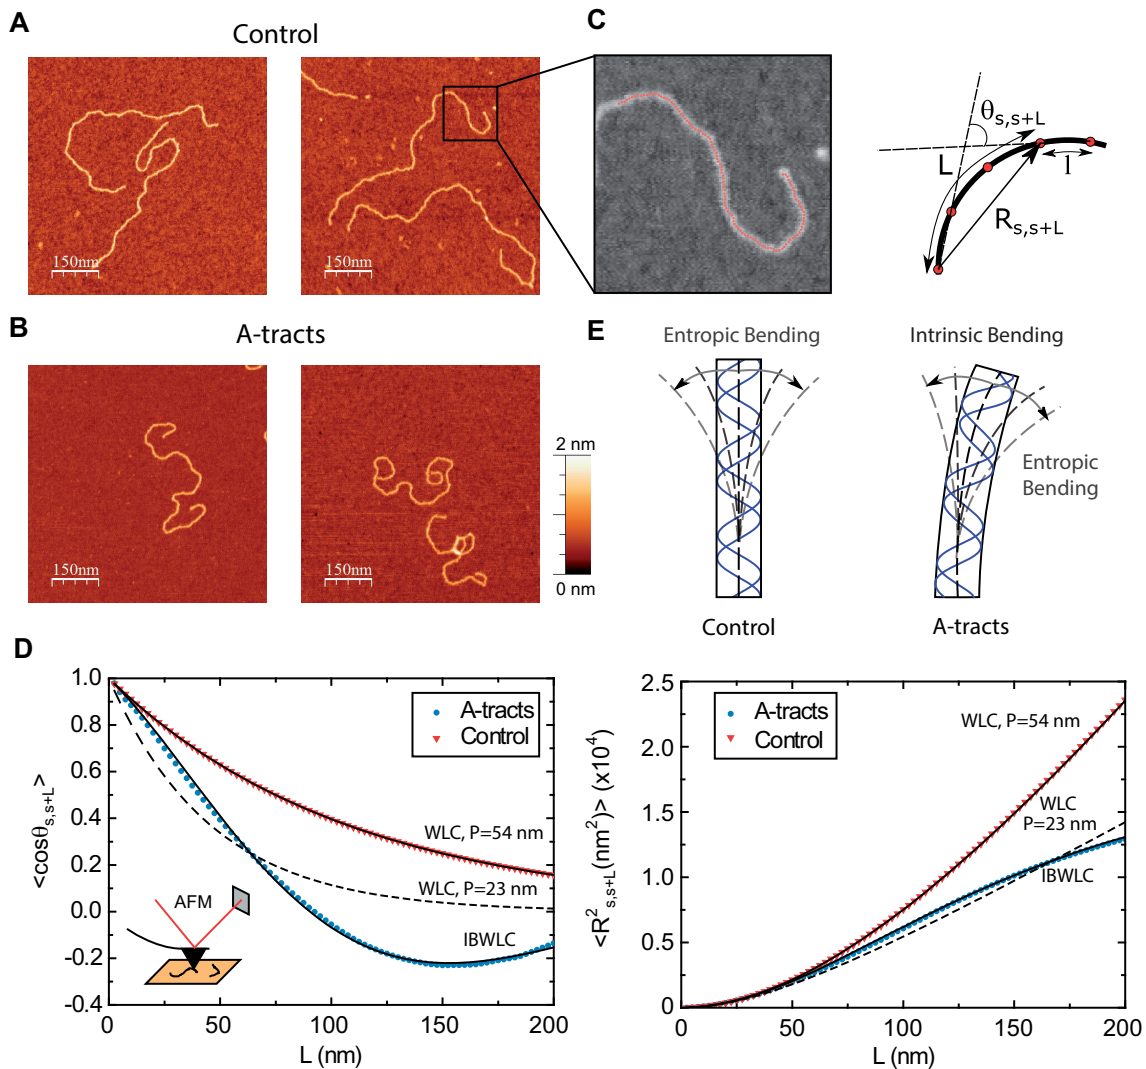 A
Control
150nm
150nm
C
θs,s+L
L
l
Rs,s+L
B
A-tracts
150nm
150nm
2 nm
0 nm
E
Entropic Bending
Intrinsic Bending
Entropic
Bending
Control
A-tracts
D
1.0
0.8
0.6
0.4
0.2
0.0
-0.2
-0.4
<cosθs,s+L>
A-tracts
Control
WLC, P=54 nm
WLC, P=23 nm
IBWLC
AFM
0
50
100
150
200
L (nm)
2.5
2.0
1.5
1.0
0.5
0.0
<R²s,s+L(nm²)> (x10⁴)
A-tracts
Control
WLC, P=54 nm
WLC
P=23 nm
IBWLC
0
50
100
150
200
L (nm)